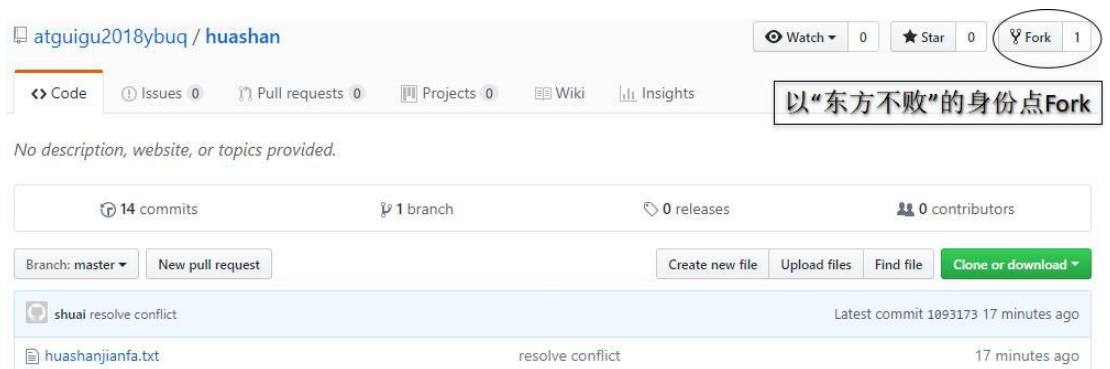 atguigu2018ybuq / huashan Watch 0 Star 0 Fork 1
Code Issues 0 Pull requests 0 Projects 0 Wiki Insights
以“东方不败”的身份点Fork
No description, website, or topics provided.
14 commits 1 branch 0 releases 0 contributors
Branch: master New pull request Create new file Upload files Find file Clone or download
shuai resolve conflict Latest commit 1093173 17 minutes ago
huashanjianfa.txt resolve conflict 17 minutes ago